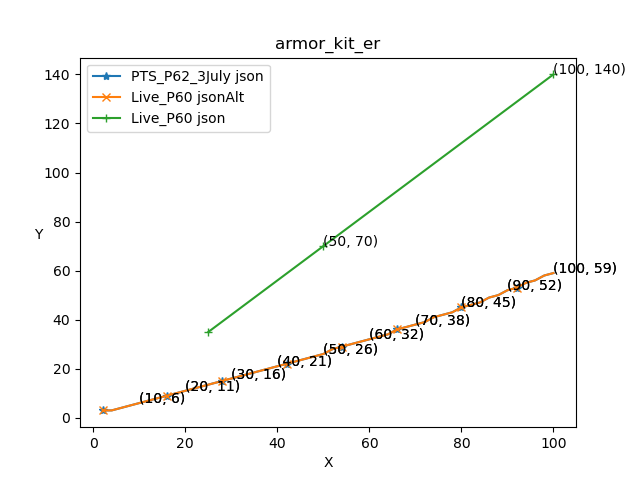 armor_kit_er
PTS_P62_3July json
Live_P60 jsonAlt
Live_P60 json
140
120
100
80
60
40
20
0
Y
(100, 140)
(50, 70)
(100, 59)
(90, 52)
(80, 45)
(70, 38)
(60, 32)
(50, 26)
(40, 21)
(30, 16)
(20, 11)
(10, 6)
0 20 40 60 80 100
X